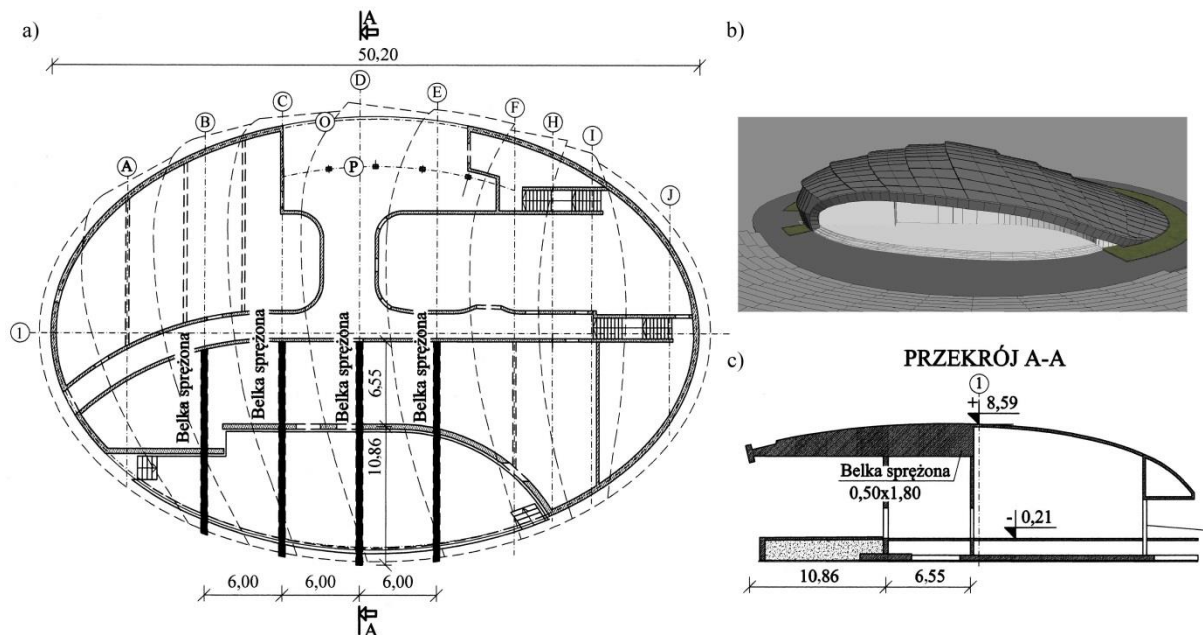 a)
A
50,20
D
C
E
B
O
F
H
I
A
P
J
1
Belka sprężona
Belka sprężona
Belka sprężona
Belka sprężona
6,55
10,86
6,00
6,00
6,00
A
b)
c)
PRZEKRÓJ A-A
1
+ 8,59
Belka sprężona
0,50x1,80
- 0,21
10,86
6,55